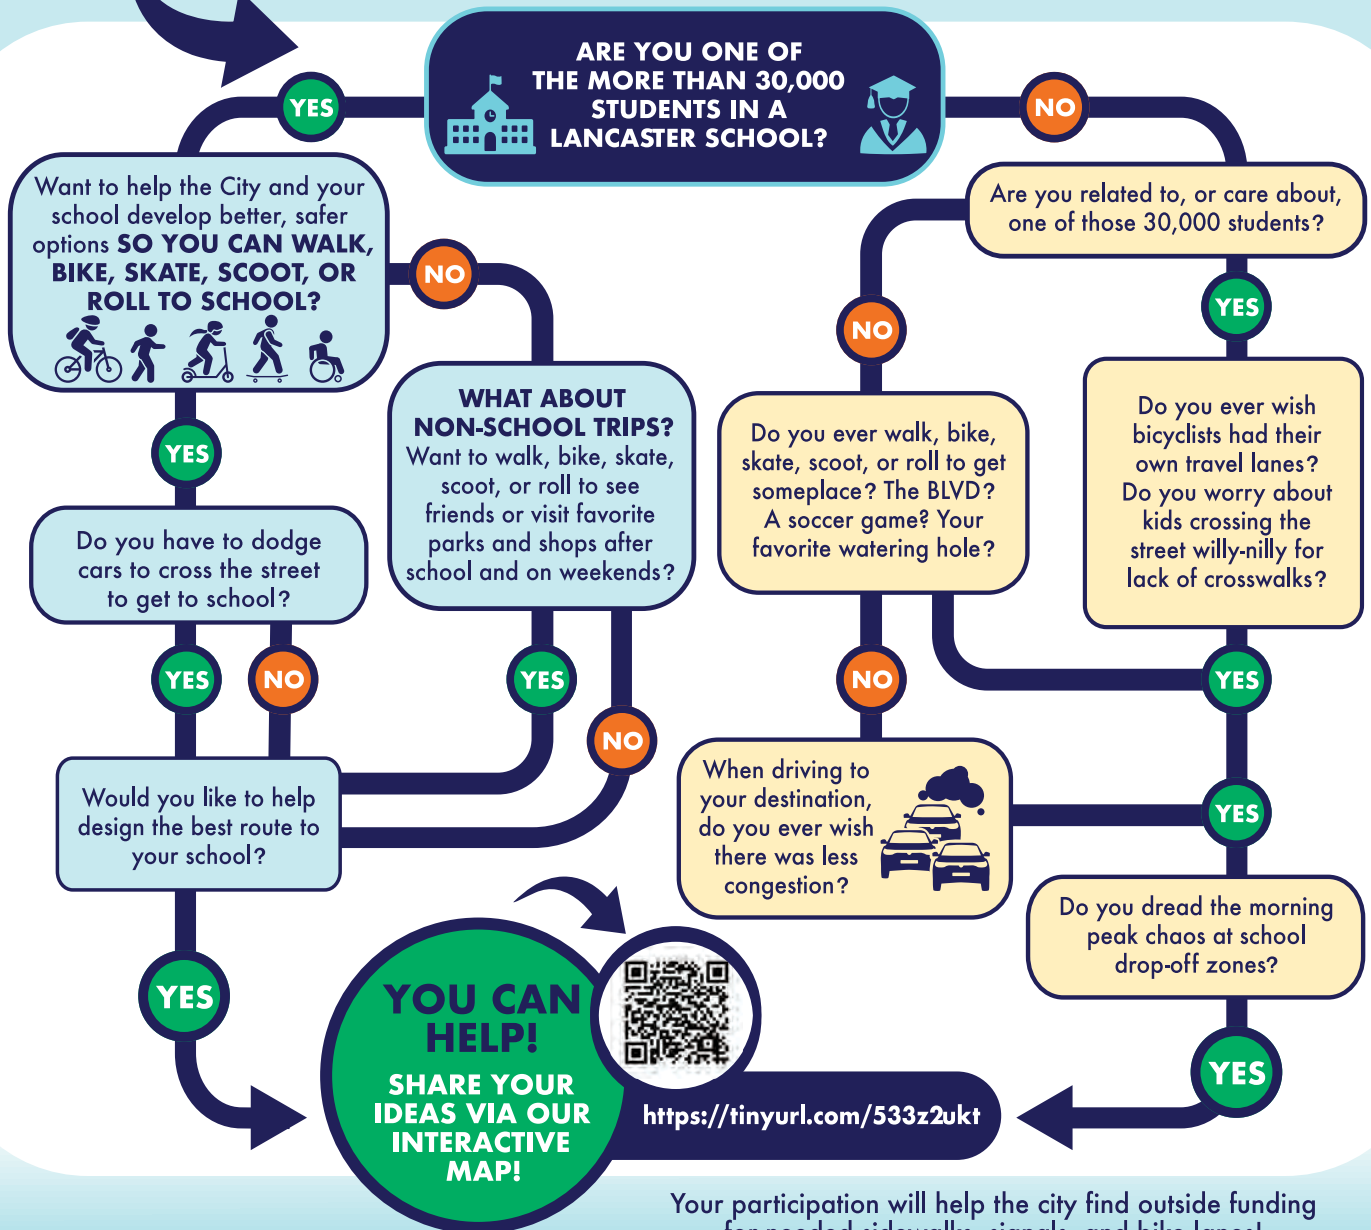 ARE YOU ONE OF
THE MORE THAN 30,000
STUDENTS IN A
LANCASTER SCHOOL?
YES
NO
Want to help the City and your
school develop better, safer
options SO YOU CAN WALK,
BIKE, SKATE, SCOOT, OR
ROLL TO SCHOOL?
NO
YES
WHAT ABOUT
NON-SCHOOL TRIPS?
Want to walk, bike, skate,
scoot, or roll to see
friends or visit favorite
parks and shops after
school and on weekends?
Do you have to dodge
cars to cross the street
to get to school?
YES
NO
YES
NO
Would you like to help
design the best route to
your school?
YES
Are you related to, or care about,
one of those 30,000 students?
NO
YES
Do you ever walk, bike,
skate, scoot, or roll to get
someplace? The BLVD?
A soccer game? Your
favorite watering hole?
Do you ever wish
bicyclists had their
own travel lanes?
Do you worry about
kids crossing the
street willy-nilly for
lack of crosswalks?
NO
YES
When driving to
your destination,
do you ever wish
there was less
congestion?
YES
Do you dread the morning
peak chaos at school
drop-off zones?
YES
YOU CAN
HELP!
SHARE YOUR
IDEAS VIA OUR
INTERACTIVE
MAP!
https://tinyurl.com/533z2ukt
Your participation will help the city find outside funding
for needed sidewalks, signals, and bike lanes!